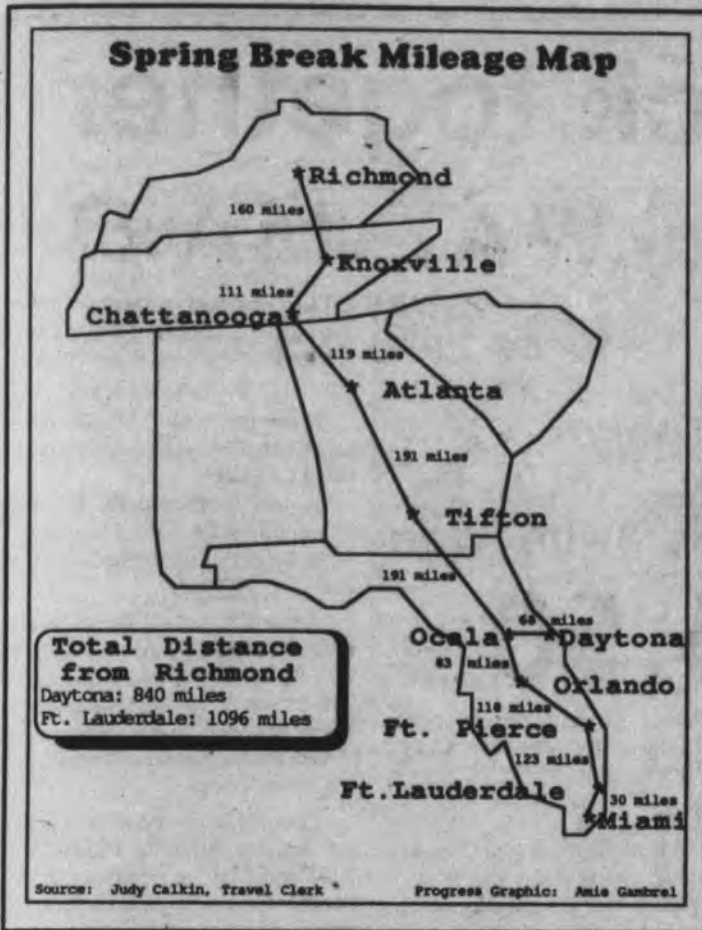 Spring Break Mileage Map
Richmond
160 miles
Knoxville
111 miles
Chattanooga
119 miles
Atlanta
191 miles
Tifton
191 miles
68 miles
Ocala
Daytona
83 miles
Orlando
118 miles
Ft. Pierce
123 miles
Ft.Lauderdale
30 miles
Miami
Total Distance
from Richmond
Daytona: 840 miles
Ft. Lauderdale: 1096 miles
Source: Judy Calkin, Travel Clerk
Progress Graphic: Amie Gambrel